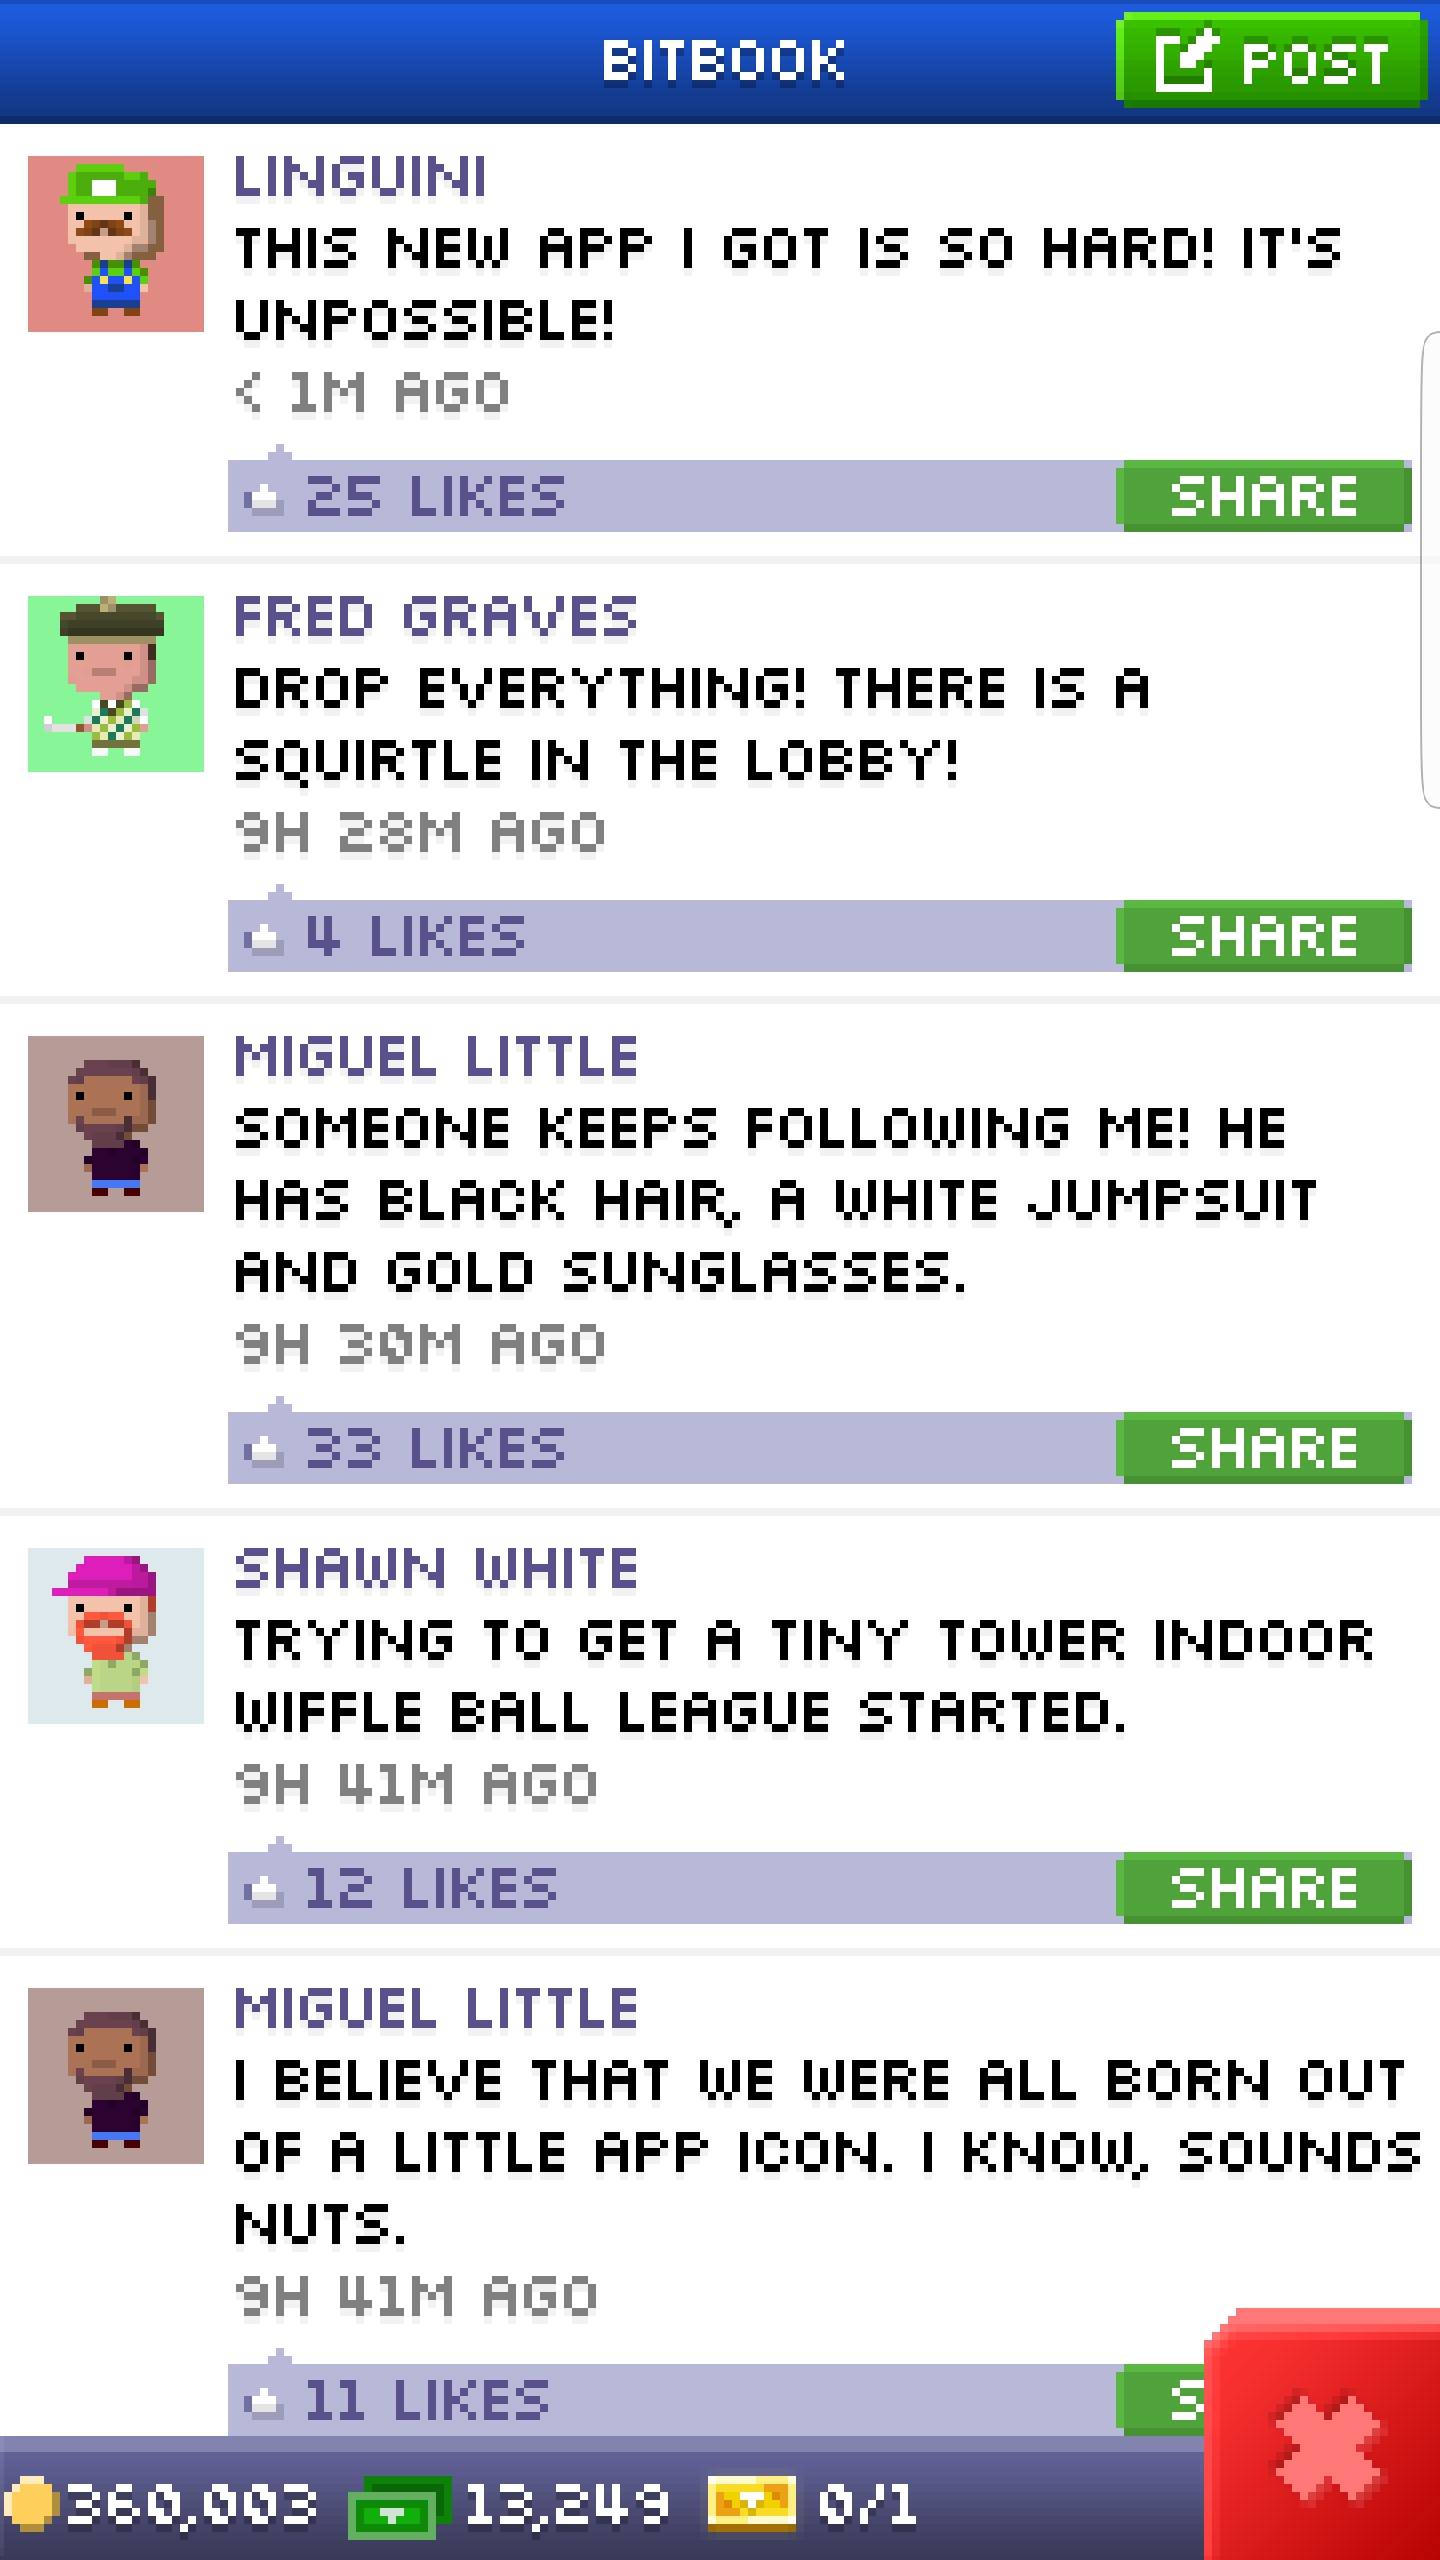 BITBOOK
POST
LINGUINI
THIS NEW APP I GOT IS SO HARD! IT'S
UNPOSSIBLE!
< 1M AGO
25 LIKES
SHARE
FRED GRAVES
DROP EVERYTHING! THERE IS A
SQUIRTLE IN THE LOBBY!
9H 28M AGO
4 LIKES
SHARE
MIGUEL LITTLE
SOMEONE KEEPS FOLLOWING ME! HE
HAS BLACK HAIR, A WHITE JUMPSUIT
AND GOLD SUNGLASSES.
9H 30M AGO
33 LIKES
SHARE
SHAWN WHITE
TRYING TO GET A TINY TOWER INDOOR
WIFFLE BALL LEAGUE STARTED.
9H 41M AGO
12 LIKES
SHARE
MIGUEL LITTLE
I BELIEVE THAT WE WERE ALL BORN OUT
OF A LITTLE APP ICON. I KNOW, SOUNDS
NUTS.
9H 41M AGO
11 LIKES
S
360,003 13,249 0/1